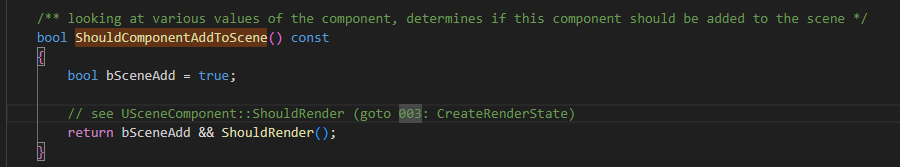 /** looking at various values of the component, determines if this component should be added to the scene */
bool ShouldComponentAddToScene() const
{
bool bSceneAdd = true;
// see USceneComponent::ShouldRender (goto 003: CreateRenderState)
return bSceneAdd && ShouldRender();
}